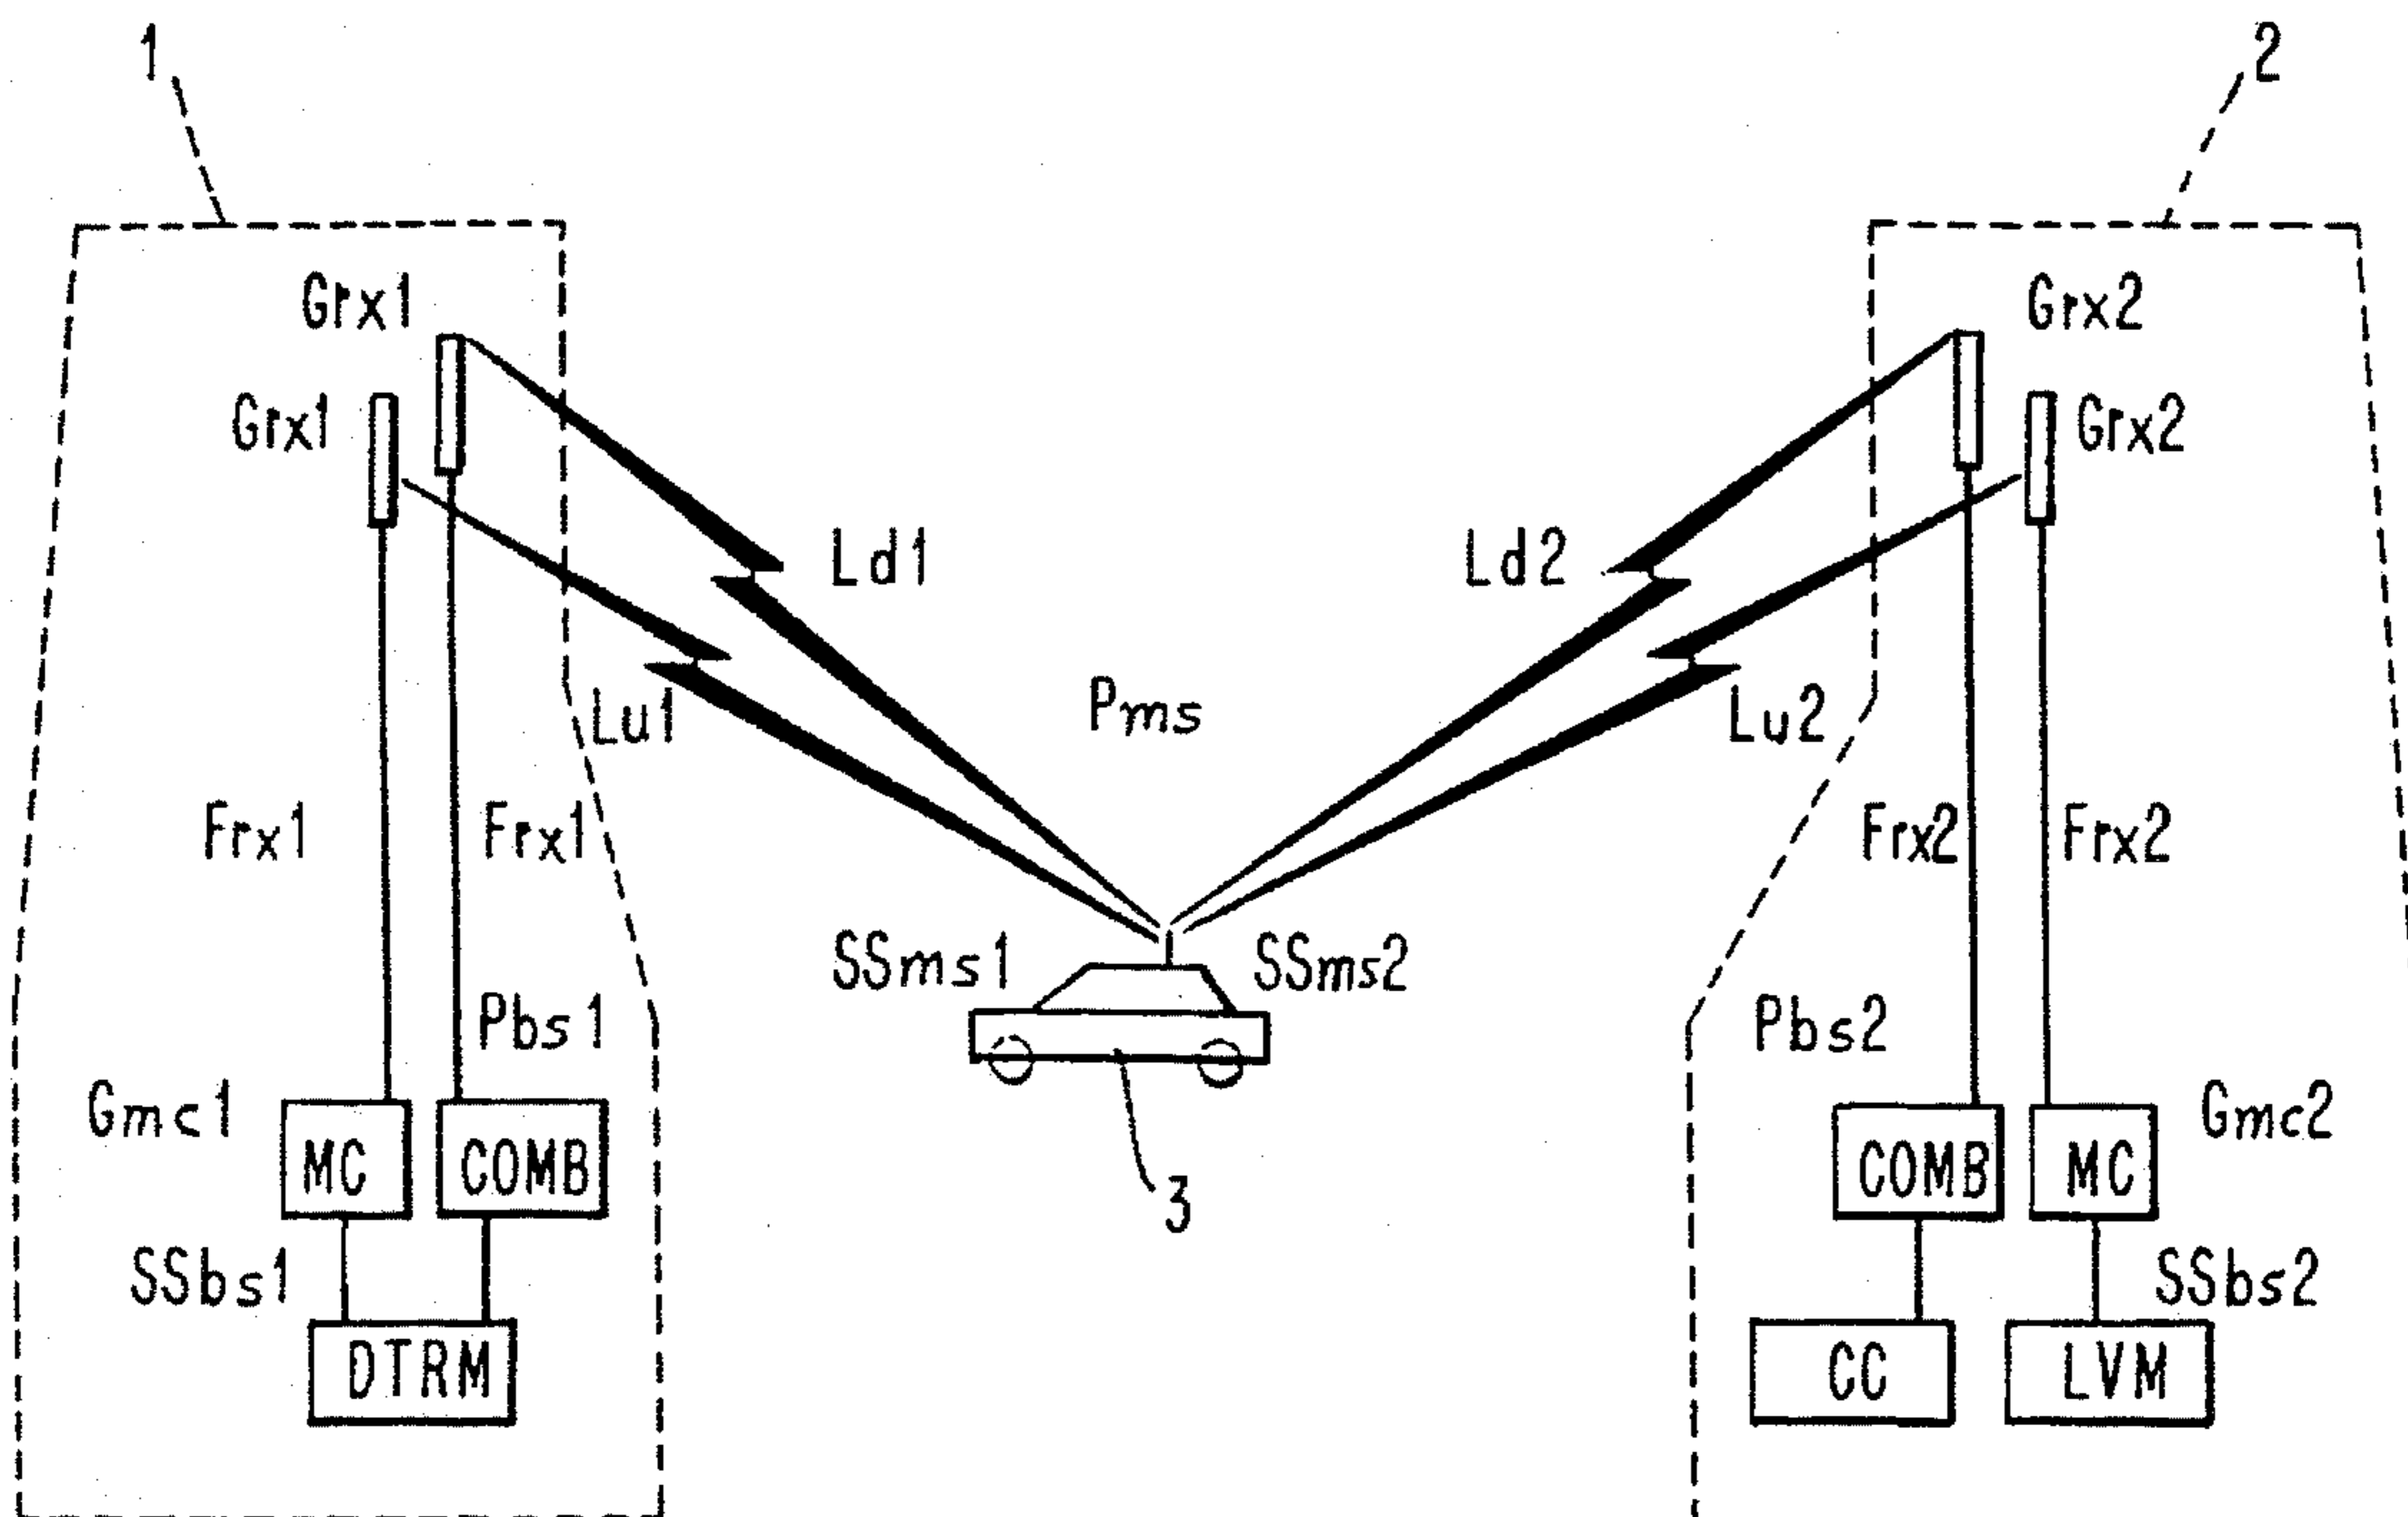 1
2
Grx1
Grx2
Grx1
Grx2
Ld1
Ld2
Lu1
Pms
Lu2
Frx1
Frx1
Frx2
Frx2
SSms1
SSms2
Pbs1
Pbs2
Gmc1
Gmc2
MC
COMB
COMB
MC
3
SSbs1
SSbs2
DTRM
CC
LVM